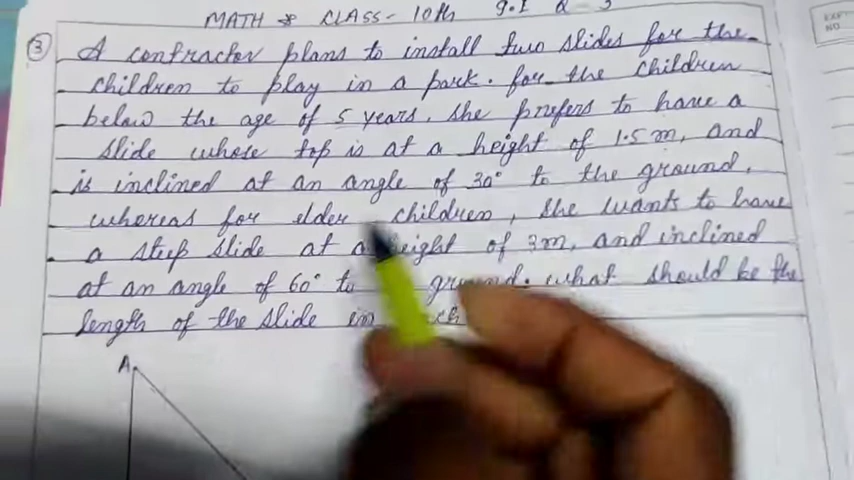 MATH CLASS- 10th 9.1 Q - 3
③ A contractor plans to install two slides for the
children to play in a park. for the children
below the age of 5 years, she prefers to have a
slide whose top is at a height of 1.5 m, and
is inclined at an angle of 30° to the ground,
whereas for elder children, she wants to have
a steep slide at a height of 3m, and inclined
at an angle of 60° to ground. what should be the
length of the slide in
A